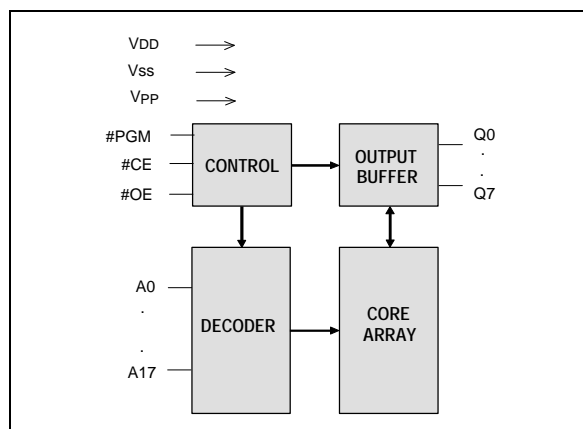 VDD
Vss
VPP
#PGM
#CE
#OE
CONTROL
OUTPUT
BUFFER
Q0
.
.
Q7
A0
.
.
A17
DECODER
CORE
ARRAY